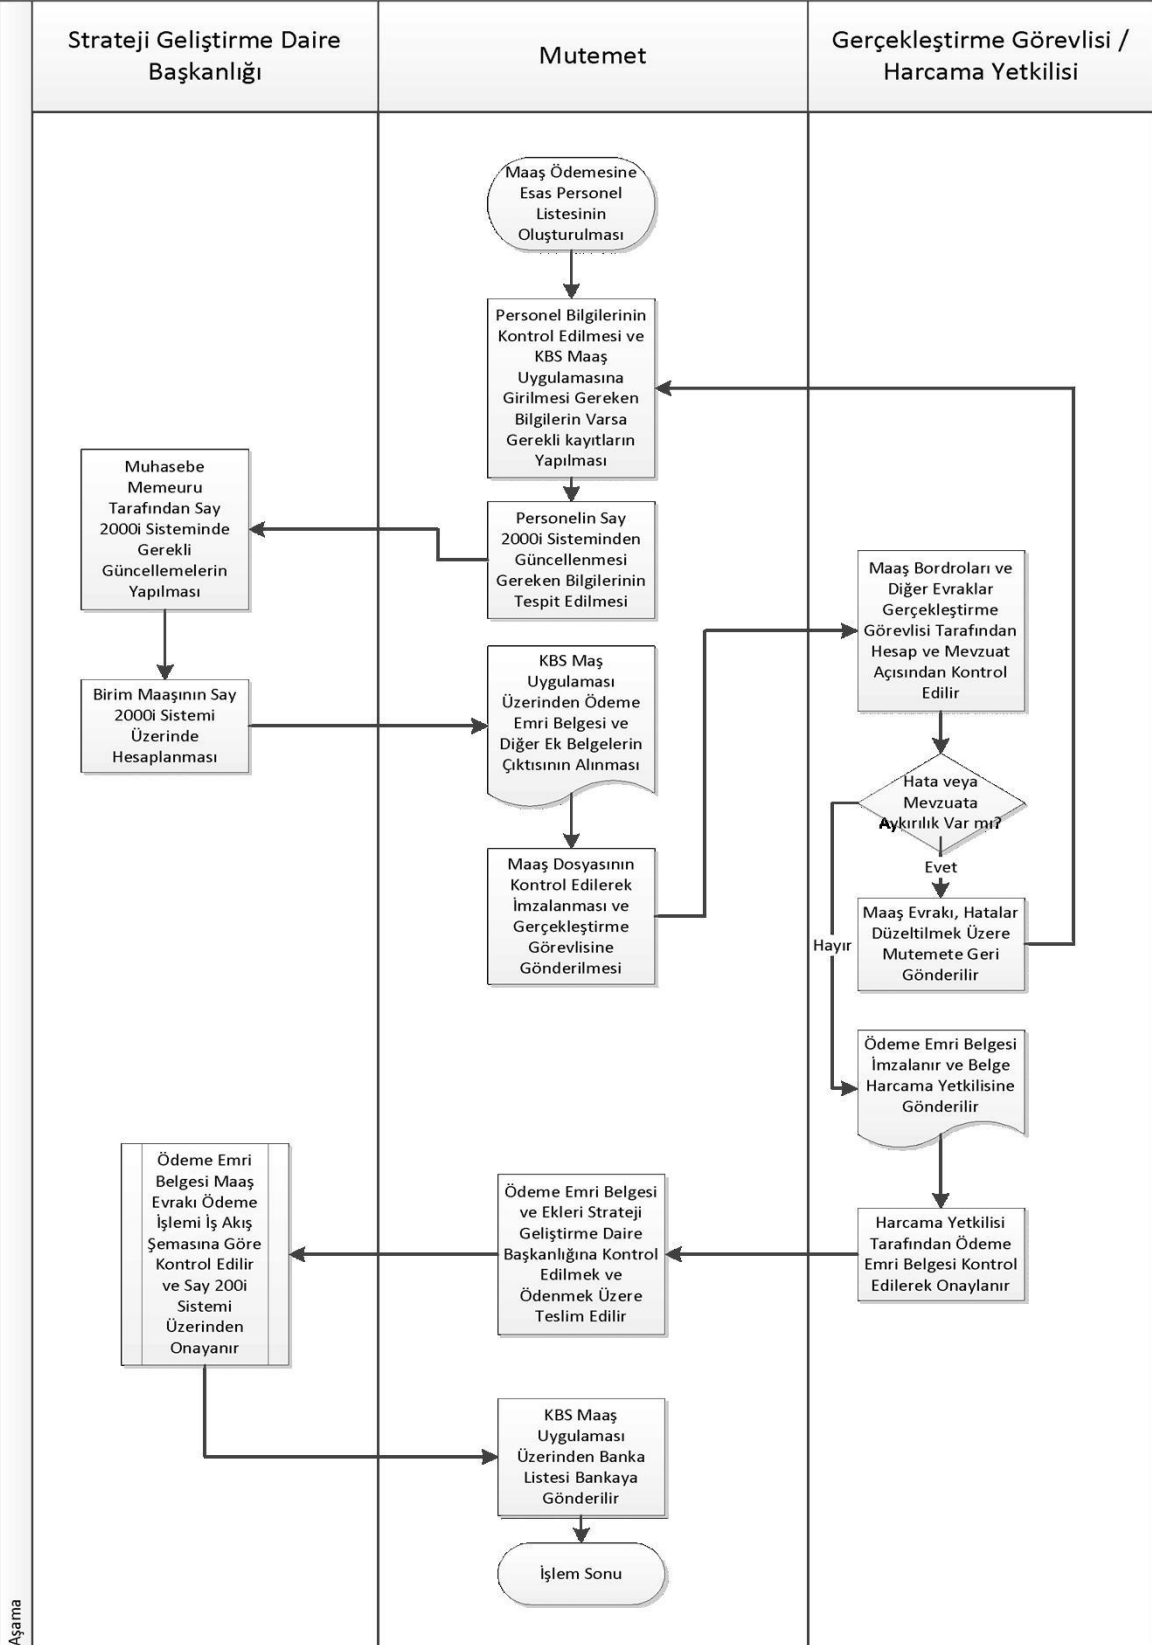 Strateji Geliştirme Daire
Başkanlığı
Mutemet
Gerçekleştirme Görevlisi /
Harcama Yetkilisi
Maaş Ödemesine
Esas Personel
Listesinin
Oluşturulması
Personel Bilgilerinin
Kontrol Edilmesi ve
KBS Maaş
Uygulamasına
Girilmesi Gereken
Bilgilerin Varsa
Gerekli kayıtların
Yapılması
Personelin Say
2000i Sisteminden
Güncellenmesi
Gereken Bilgilerinin
Tespit Edilmesi
Muhasebe
Memeuru
Tarafından Say
2000i Sisteminde
Gerekli
Güncellemelerin
Yapılması
Birim Maaşının Say
2000i Sistemi
Üzerinde
Hesaplanması
KBS Maş
Uygulaması
Üzerinden Ödeme
Emri Belgesi ve
Diğer Ek Belgelerin
Çıktısının Alınması
Maaş Dosyasının
Kontrol Edilerek
İmzalanması ve
Gerçekleştirme
Görevlisine
Gönderilmesi
Maaş Bordroları ve
Diğer Evraklar
Gerçekleştirme
Görevlisi Tarafından
Hesap ve Mevzuat
Açısından Kontrol
Edilir
Hata veya
Mevzuata
Aykırılık Var mı?
Evet
Maaş Evrakı, Hatalar
Düzeltilmek Üzere
Mutemete Geri
Gönderilir
Hayır
Ödeme Emri Belgesi
İmzalanır ve Belge
Harcama Yetkilisine
Gönderilir
Harcama Yetkilisi
Tarafından Ödeme
Emri Belgesi Kontrol
Edilerek Onaylanır
Ödeme Emri Belgesi
ve Ekleri Strateji
Geliştirme Daire
Başkanlığına Kontrol
Edilmek ve
Ödenmek Üzere
Teslim Edilir
Ödeme Emri
Belgesi Maaş
Evrakı Ödeme
İşlemi İş Akış
Şemasına Göre
Kontrol Edilir
ve Say 200i
Sistemi
Üzerinden
Onayanır
KBS Maaş
Uygulaması
Üzerinden Banka
Listesi Bankaya
Gönderilir
İşlem Sonu
Aşama